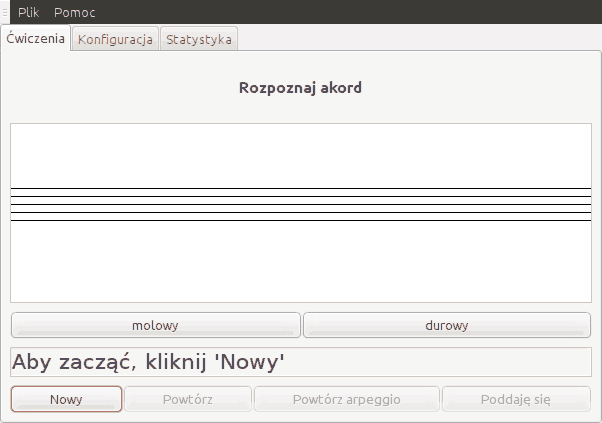 Plik Pomoc
Ćwiczenia Konfiguracja Statystyka
Rozpoznaj akord
molowy durowy
Aby zacząć, kliknij 'Nowy'
Nowy Powtórz Powtórz arpeggio Poddaję się